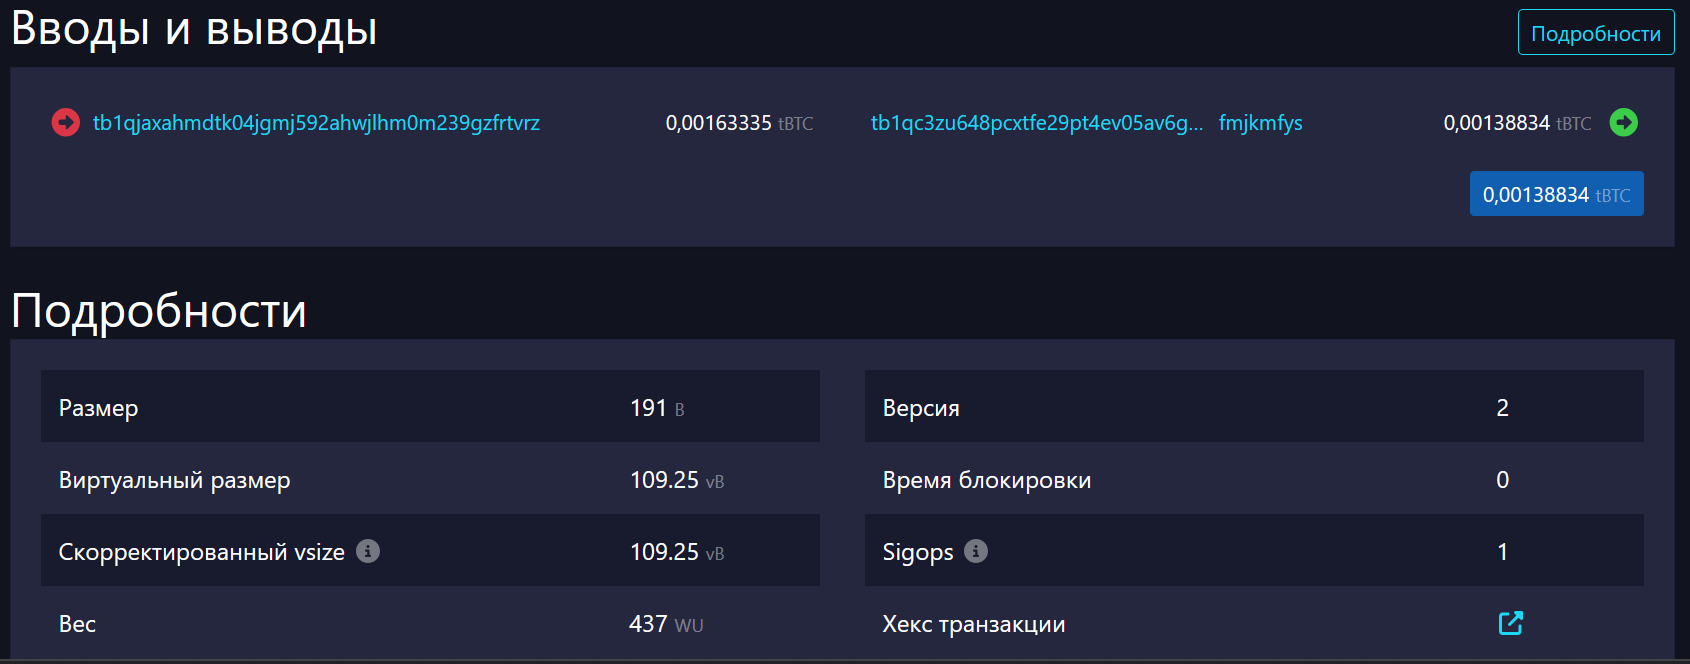 Вводы и выводы
Подробности
tb1qjaxahmdtk04jgmj592ahwjlhm0m239gzfrtvrz 0,00163335 tBTC tb1qc3zu648pcxtfe29pt4ev05av6g... fmjkmfys 0,00138834 tBTC
0,00138834 tBTC
Подробности
Размер 191 B Версия 2
Виртуальный размер 109.25 vB Время блокировки 0
Скорректированный vsize 109.25 vB Sigops 1
Вес 437 WU Хекс транзакции